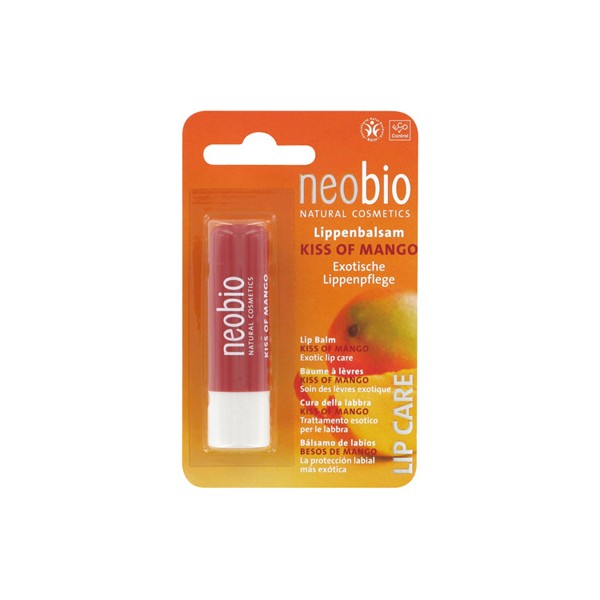 ECO
Control
neobio
NATURAL COSMETICS
Lippenbalsam
KISS OF MANGO
Exotische
Lippenpflege
Lip Balm
KISS OF MANGO
Exotic lip care
Baume à lèvres
KISS OF MANGO
Soin des lèvres exotique
Cura della labbra
KISS OF MANGO
Trattamento esotico
per le labbra
Bálsamo de labios
BESOS DE MANGO
La protección labial
más exótica
LIP CARE
neobio
NATURAL COSMETICS
KISS OF MANGO